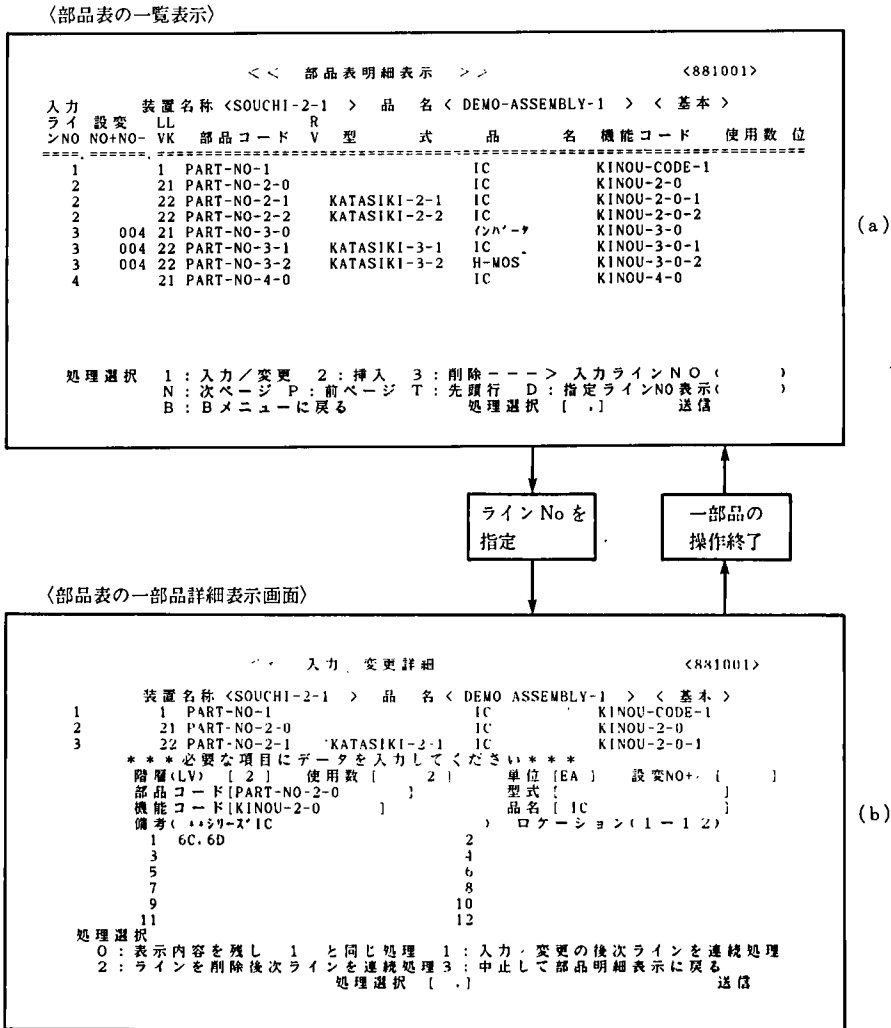 〈部品表の一覧表示〉
<< 部品表明細表示 >> <881001>
入力 装置名称 <SOUCHI-2-1 > 品 名 < DEMO-ASSEMBLY-1 > < 基本 >
ライ 設変 LL R
ンNO NO+NO- VK 部品コード V 型 式 品 名 機能コード 使用数 位
1 1 PART-NO-1 IC KINOU-CODE-1
2 21 PART-NO-2-0 IC KINOU-2-0
2 22 PART-NO-2-1 KATASIKI-2-1 IC KINOU-2-0-1
2 22 PART-NO-2-2 KATASIKI-2-2 IC KINOU-2-0-2
3 004 21 PART-NO-3-0 インバータ KINOU-3-0
3 004 22 PART-NO-3-1 KATASIKI-3-1 IC KINOU-3-0-1
3 004 22 PART-NO-3-2 KATASIKI-3-2 H-MOS KINOU-3-0-2
4 21 PART-NO-4-0 IC KINOU-4-0
処理選択 1:入力/変更 2:挿入 3:削除---> 入力ラインNO( )
N:次ページ P:前ページ T:先頭行 D:指定ラインNO表示( )
B:Bメニューに戻る 処理選択 [ .] 送信
(a)
ライン No を
指定
一部品の
操作終了
〈部品表の一部品詳細表示画面〉
入力 変更詳細 <881001>
装置名称 <SOUCHI-2-1 > 品 名 < DEMO ASSEMBLY-1 > < 基本 >
1 1 PART-NO-1 IC KINOU-CODE-1
2 21 PART-NO-2-0 IC KINOU-2-0
3 22 PART-NO-2-1 KATASIKI-2-1 IC KINOU-2-0-1
***必要な項目にデータを入力してください***
階層(LV) [ 2 ] 使用数 [ 2 ] 単位 [EA ] 設変NO+- [ ]
部品コード[PART-NO-2-0 ] 型式 [ ]
機能コード[KINOU-2-0 ] 品名 [ IC ]
備考( **シリーズIC ) ロケーション(1-12)
1 6C,6D 2
3 4
5 6
7 8
9 10
11 12
処理選択
0:表示内容を残し 1 と同じ処理 1:入力・変更の後次ラインを連続処理
2:ラインを削除後次ラインを連続処理3:中止して部品明細表示に戻る
処理選択 [ .] 送信
(b)